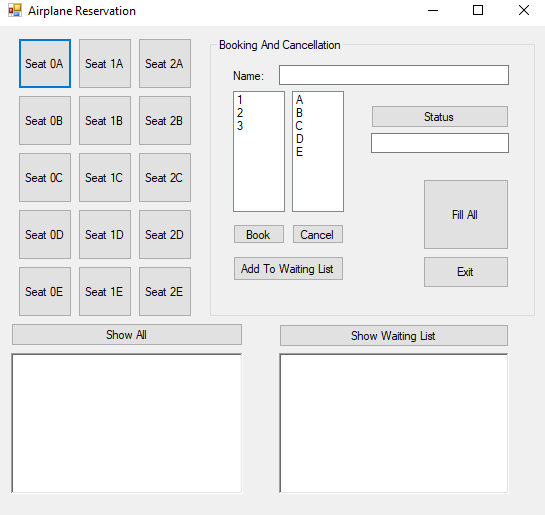 Airplane Reservation
Seat 0A Seat 1A Seat 2A
Seat 0B Seat 1B Seat 2B
Seat 0C Seat 1C Seat 2C
Seat 0D Seat 1D Seat 2D
Seat 0E Seat 1E Seat 2E
Booking And Cancellation
Name:
1
2
3
A
B
C
D
E
Status
Fill All
Book Cancel
Add To Waiting List
Exit
Show All
Show Waiting List